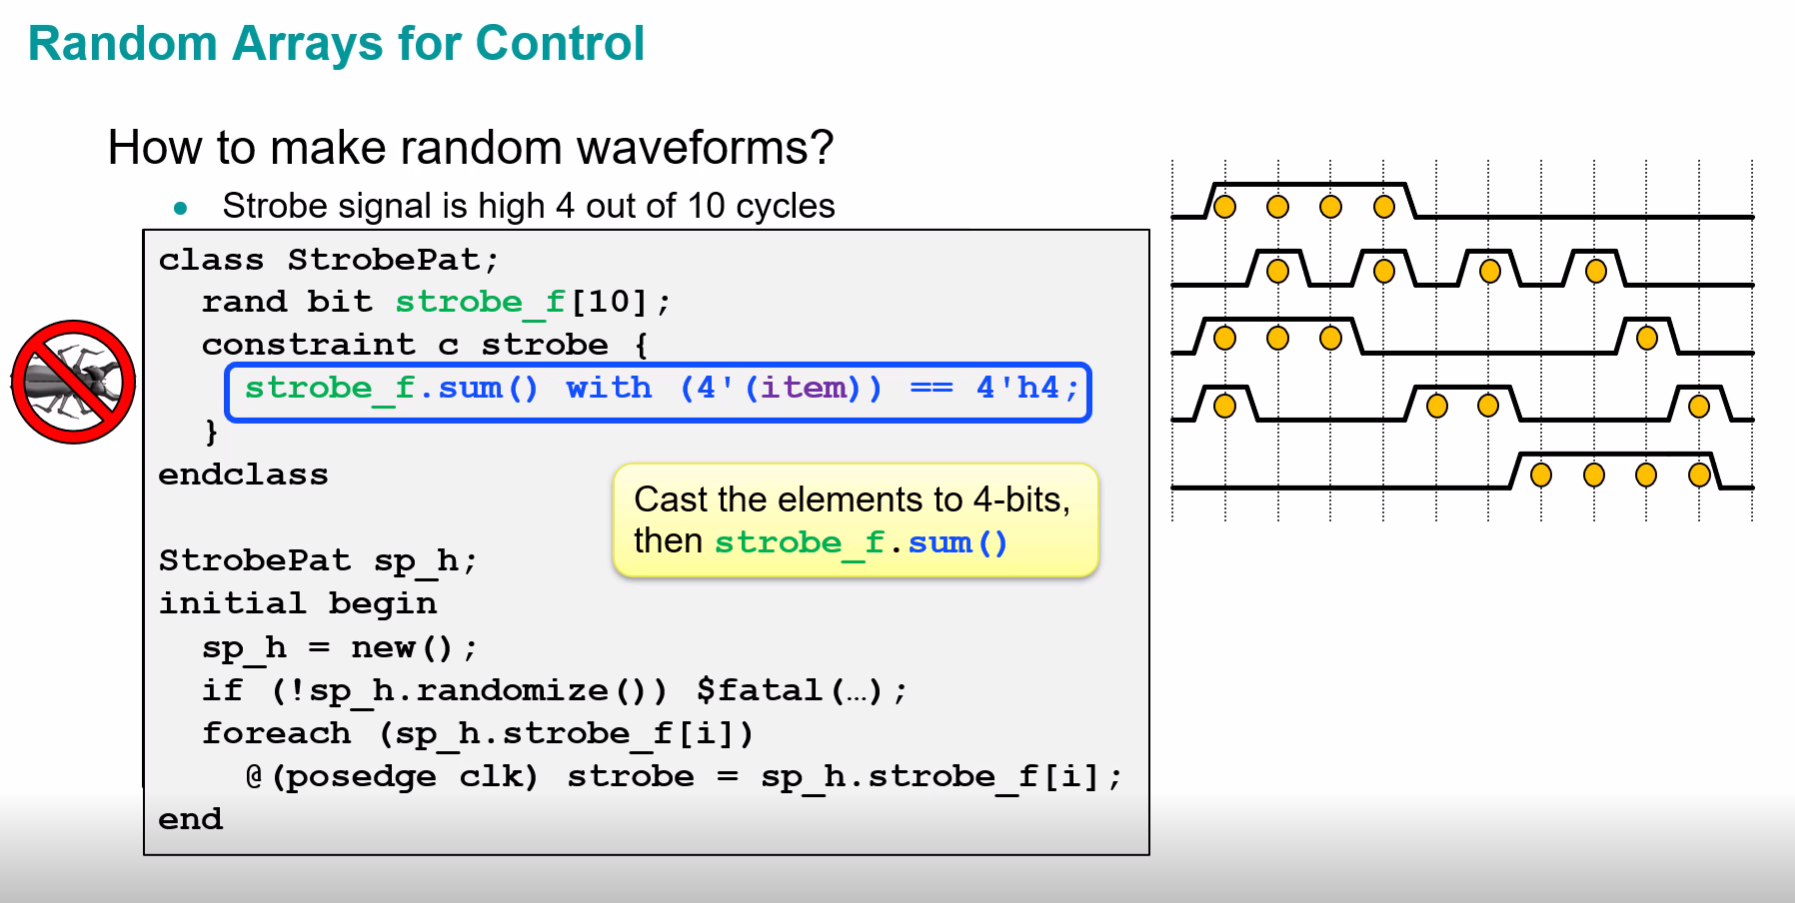 Random Arrays for Control
How to make random waveforms?
• Strobe signal is high 4 out of 10 cycles
class StrobePat;
rand bit strobe_f[10];
constraint c strobe {
strobe_f.sum() with (4'(item)) == 4'h4;
}
endclass
Cast the elements to 4-bits,
then strobe_f.sum()
StrobePat sp_h;
initial begin
sp_h = new();
if (!sp_h.randomize()) $fatal(…);
foreach (sp_h.strobe_f[i])
@(posedge clk) strobe = sp_h.strobe_f[i];
end